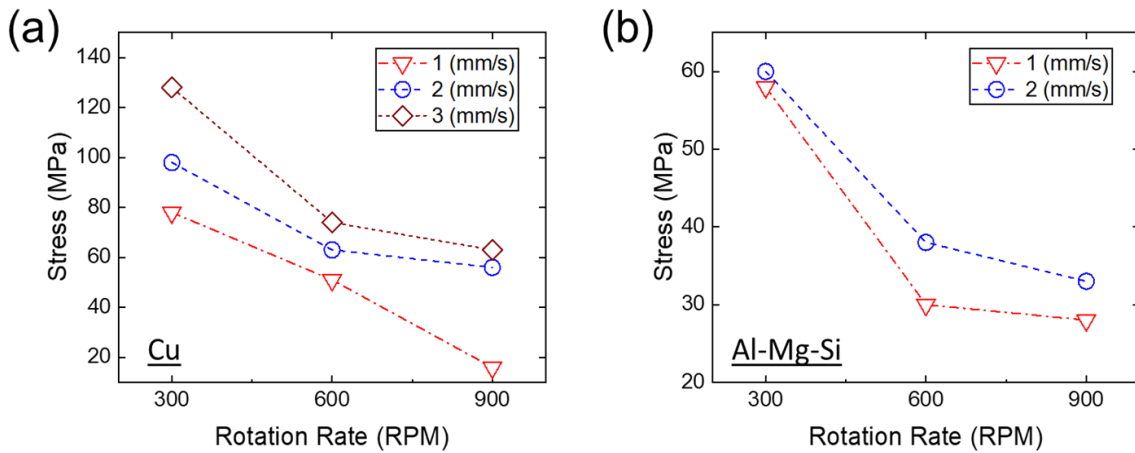 (a)
Stress (MPa)
140
120
100
80
60
40
20
1 (mm/s)
2 (mm/s)
3 (mm/s)
Cu
300
600
900
Rotation Rate (RPM)
(b)
Stress (MPa)
60
50
40
30
20
1 (mm/s)
2 (mm/s)
Al-Mg-Si
300
600
900
Rotation Rate (RPM)